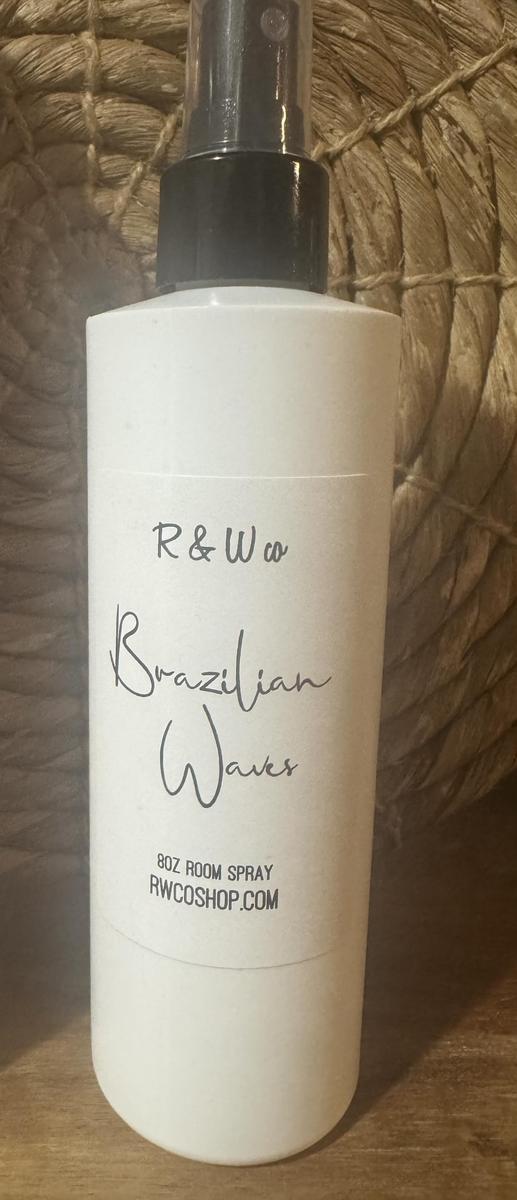 R & W co
Brazilian
Waves
8OZ ROOM SPRAY
RWCOSHOP.COM